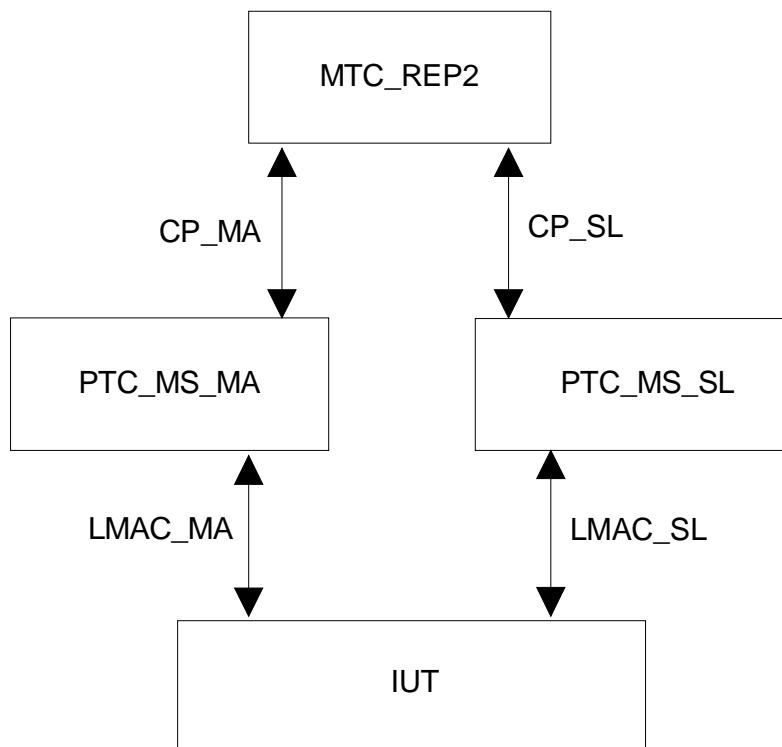 MTC_REP2
CP_MA
CP_SL
PTC_MS_MA
PTC_MS_SL
LMAC_MA
LMAC_SL
IUT